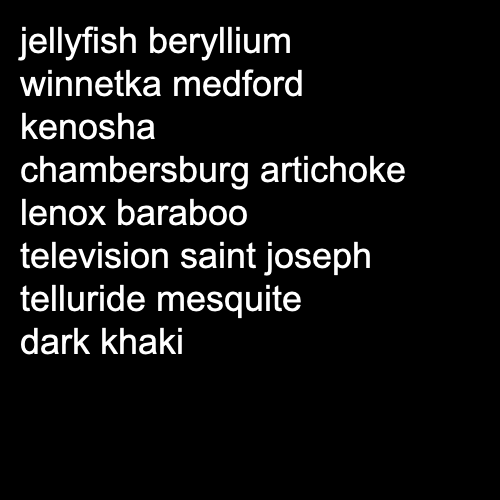 jellyfish beryllium
winnetka medford
kenosha
chambersburg artichoke
lenox baraboo
television saint joseph
telluride mesquite
dark khaki